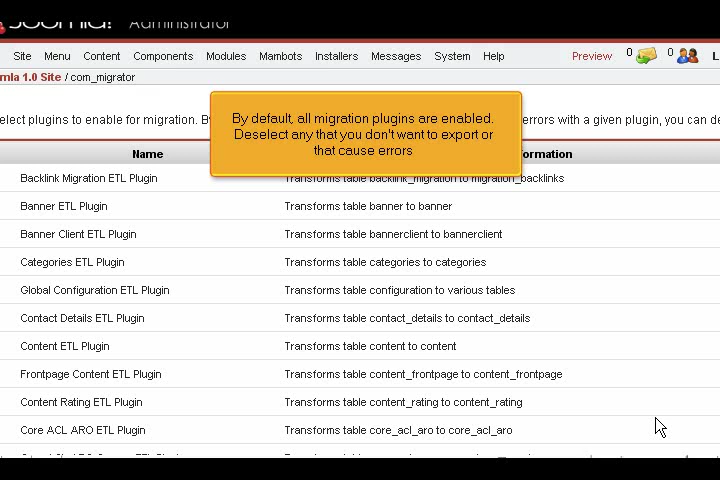 Joomla! Administrator
Site Menu Content Components Modules Mambots Installers Messages System Help Preview 0 0 L
mla 1.0 Site / com_migrator
elect plugins to enable for migration. B errors with a given plugin, you can de
By default, all migration plugins are enabled.
Deselect any that you don't want to export or
that cause errors
Name formation
Backlink Migration ETL Plugin Transforms table backlink_migration to migration_backlinks
Banner ETL Plugin Transforms table banner to banner
Banner Client ETL Plugin Transforms table bannerclient to bannerclient
Categories ETL Plugin Transforms table categories to categories
Global Configuration ETL Plugin Transforms table configuration to various tables
Contact Details ETL Plugin Transforms table contact_details to contact_details
Content ETL Plugin Transforms table content to content
Frontpage Content ETL Plugin Transforms table content_frontpage to content_frontpage
Content Rating ETL Plugin Transforms table content_rating to content_rating
Core ACL ARO ETL Plugin Transforms table core_acl_aro to core_acl_aro